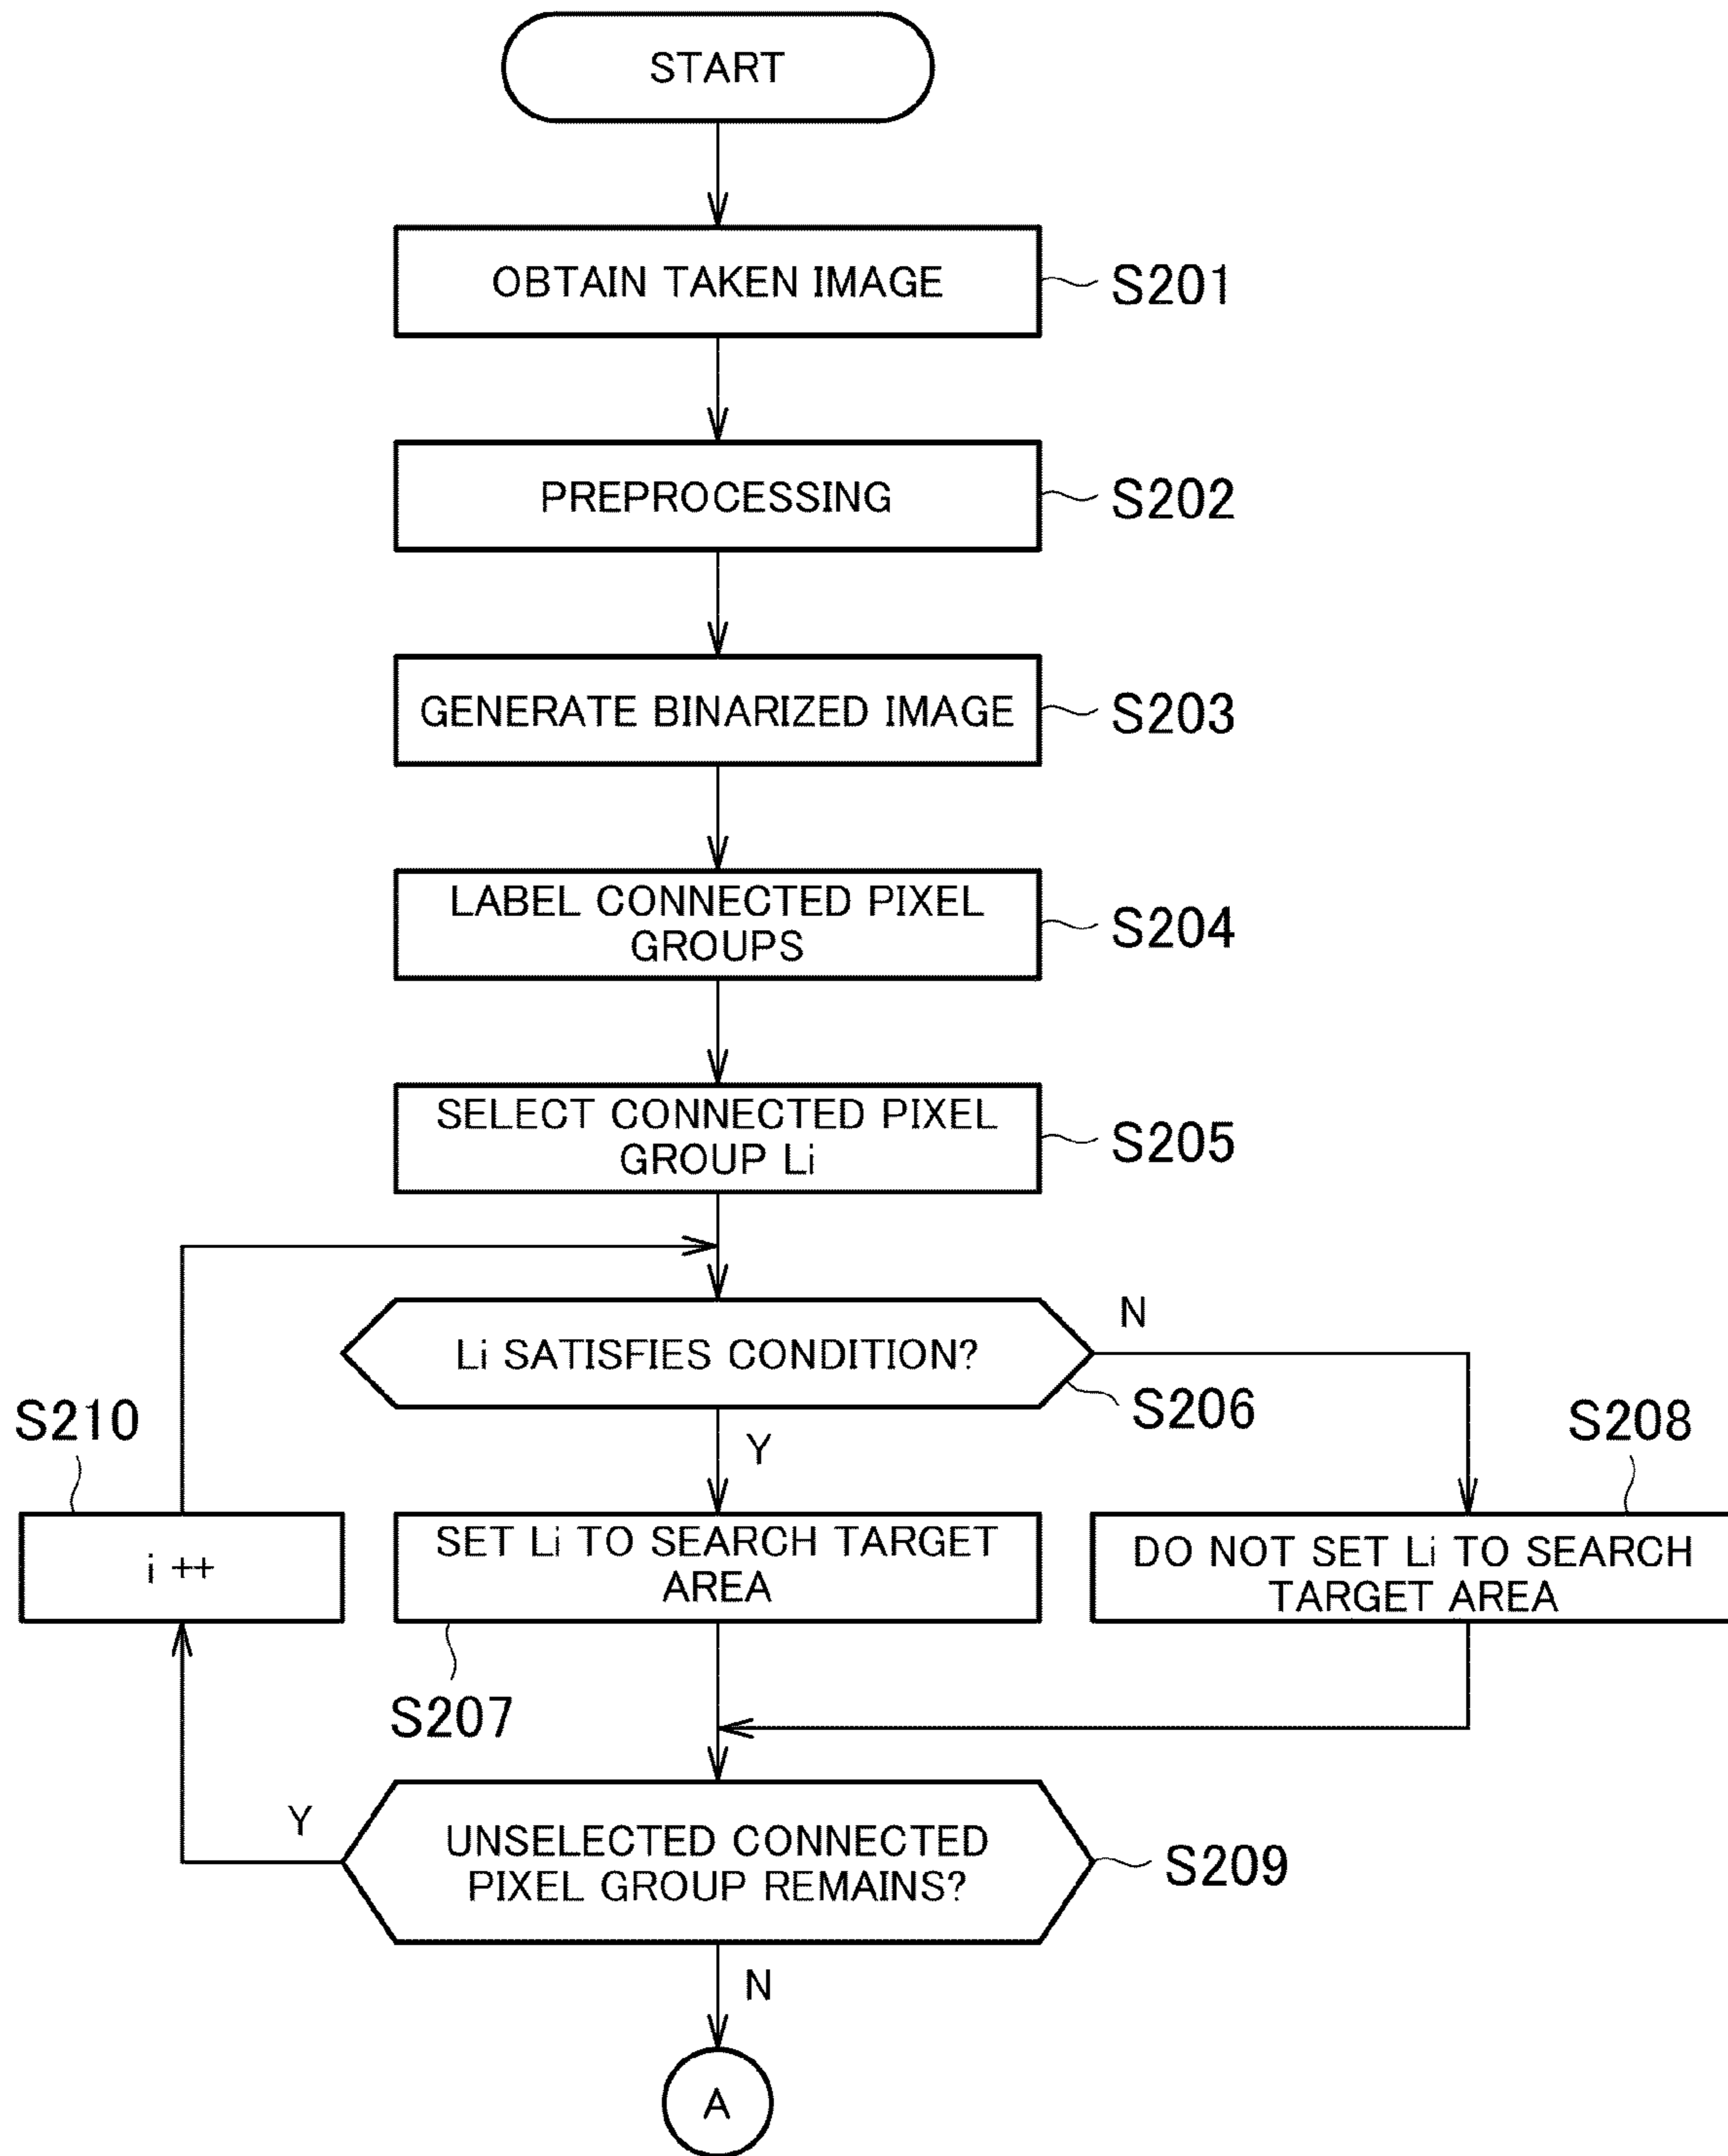 START
OBTAIN TAKEN IMAGE
S201
PREPROCESSING
S202
GENERATE BINARIZED IMAGE
S203
LABEL CONNECTED PIXEL
GROUPS
S204
SELECT CONNECTED PIXEL
GROUP Li
S205
Li SATISFIES CONDITION?
N
S206
Y
S210
i ++
SET Li TO SEARCH TARGET
AREA
S207
S208
DO NOT SET Li TO SEARCH
TARGET AREA
UNSELECTED CONNECTED
PIXEL GROUP REMAINS?
Y
S209
N
A